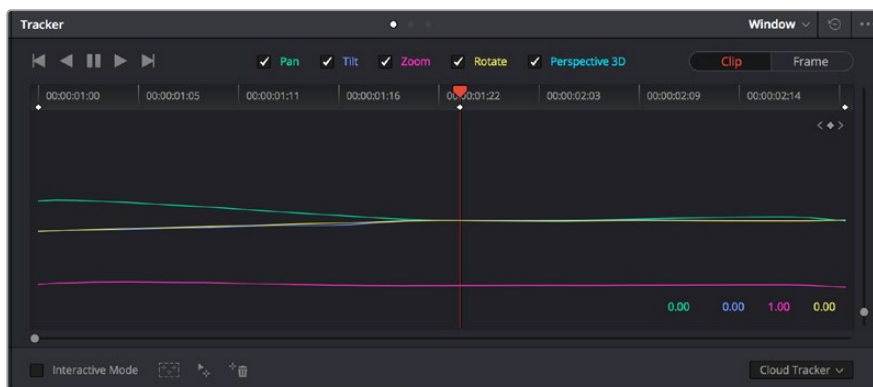 Tracker
Window
Pan Tilt Zoom Rotate Perspective 3D Clip Frame
00:00:01:00 00:00:01:05 00:00:01:11 00:00:01:16 00:00:01:22 00:00:02:03 00:00:02:09 00:00:02:14
0.00 0.00 1.00 0.00
Interactive Mode Cloud Tracker